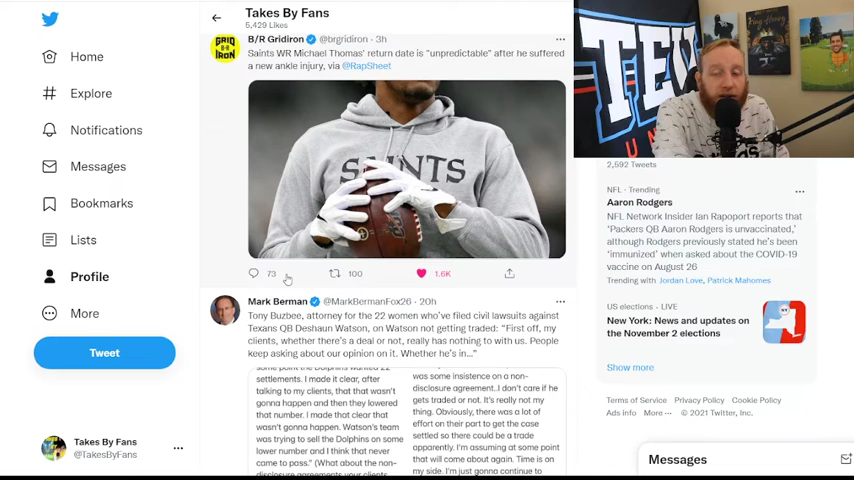 Takes By Fans
5,429 Likes
Home
Explore
Notifications
Messages
Bookmarks
Lists
Profile
More
Tweet
Takes By Fans
@TakesByFans
GRID
B/R
IRON
B/R Gridiron @brgridiron · 3h
Saints WR Michael Thomas' return date is "unpredictable" after he suffered
a new ankle injury, via @RapSheet
SAINTS
73 100 1.6K
Mark Berman @MarkBermanFox26 · 20h
Tony Buzbee, attorney for the 22 women who've filed civil lawsuits against
Texans QB Deshaun Watson, on Watson not getting traded: "First off, my
clients, whether there's a deal or not, really has nothing to with us. People
keep asking about our opinion on it. Whether he's in..."
some point the Dolphins wanted 22
settlements. I made it clear, after
talking to my clients, that that wasn't
gonna happen and then they lowered
that number. I made that clear that
wasn't gonna happen. Watson's team
was trying to sell the Dolphins on some
lower number and I think that never
came to pass." (What about the non-
disclosure agreements your clients
was some insistence on a non-
disclosure agreement..I don't care if he
gets traded or not. It's really not my
thing. Obviously, there was a lot of
effort on their part to get the case
settled so there could be a trade
apparently. I'm assuming at some point
that will come about again. Time is on
my side. I'm just gonna continue to
2,592 Tweets
NFL · Trending
Aaron Rodgers
NFL Network Insider Ian Rapoport reports that
'Packers QB Aaron Rodgers is unvaccinated',
although Rodgers previously stated he's been
'immunized' when asked about the COVID-19
vaccine on August 26
Trending with Jordan Love, Patrick Mahomes
US elections · LIVE
New York: News and updates on
the November 2 elections
Show more
Terms of Service Privacy Policy Cookie Policy
Ads info More ··· © 2021 Twitter, Inc.
Messages